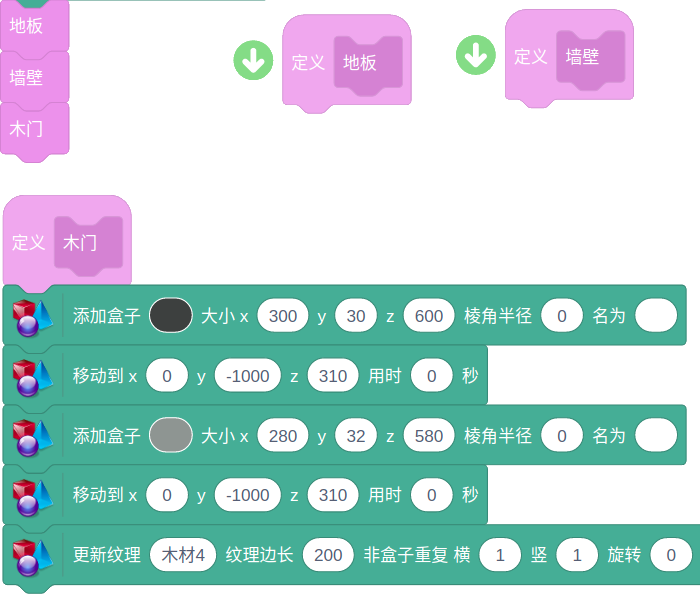 地板
墙壁
木门
定义 地板
定义 墙壁
定义 木门
添加盒子 大小 x 300 y 30 z 600 棱角半径 0 名为
移动到 x 0 y -1000 z 310 用时 0 秒
添加盒子 大小 x 280 y 32 z 580 棱角半径 0 名为
移动到 x 0 y -1000 z 310 用时 0 秒
更新纹理 木材4 纹理边长 200 非盒子重复 横 1 竖 1 旋转 0